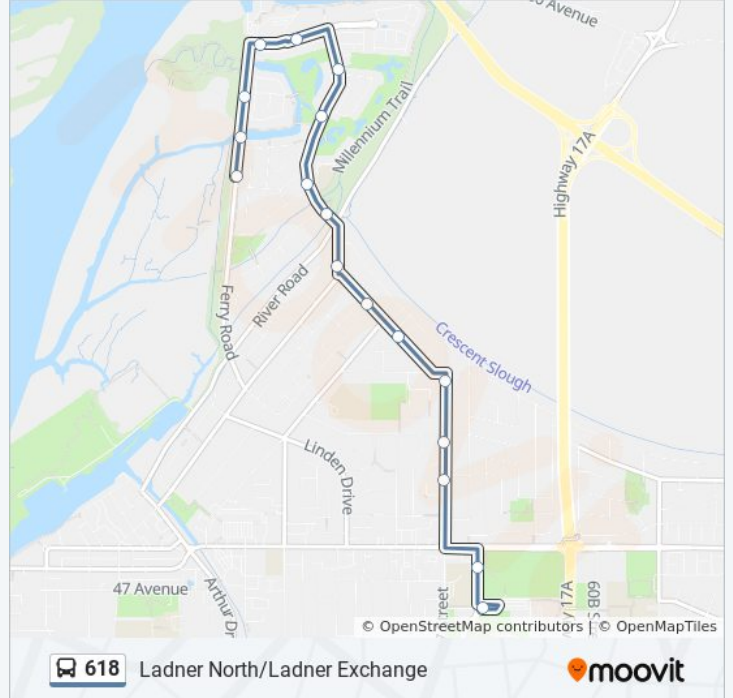 Avenue
Highway 17A
Millennium Trail
River Road
Ferry Road
Crescent Slough
Linden Drive
47 Avenue
Arthur Dr
street
17A
60B S
© OpenStreetMap contributors | © OpenMapTiles
618 Ladner North/Ladner Exchange
moovit